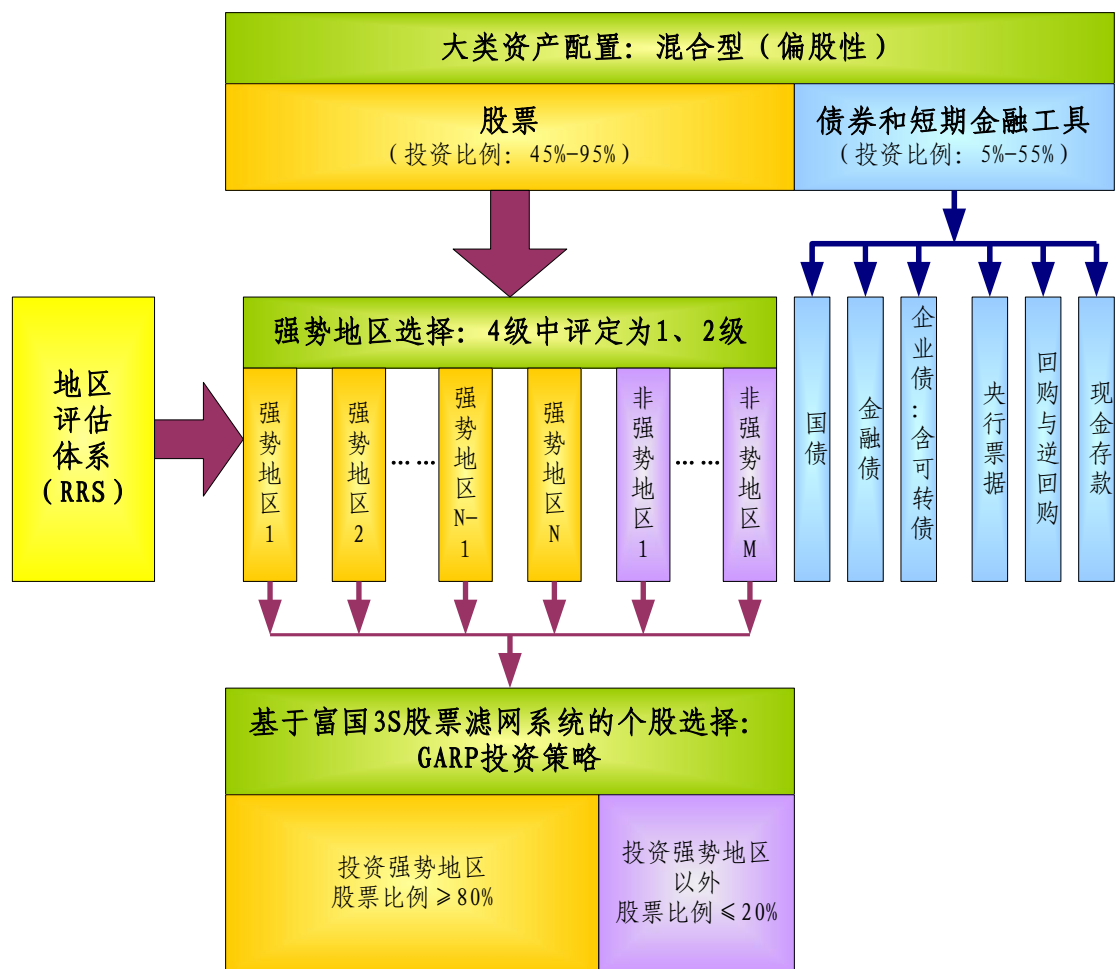 大类资产配置：混合型（偏股性）
股票
（投资比例：45%-95%）
债券和短期金融工具
（投资比例：5%-55%）
地区
评估
体系
（RRS）
强势地区选择：4级中评定为1、2级
强势地区1
强势地区2
……
强势地区N-1
强势地区N
非强势地区1
……
非强势地区M
国债
金融债
企业债：含可转债
央行票据
回购与逆回购
现金存款
基于富国3S股票滤网系统的个股选择：
GARP投资策略
投资强势地区
股票比例≥80%
投资强势地区
以外
股票比例≤20%